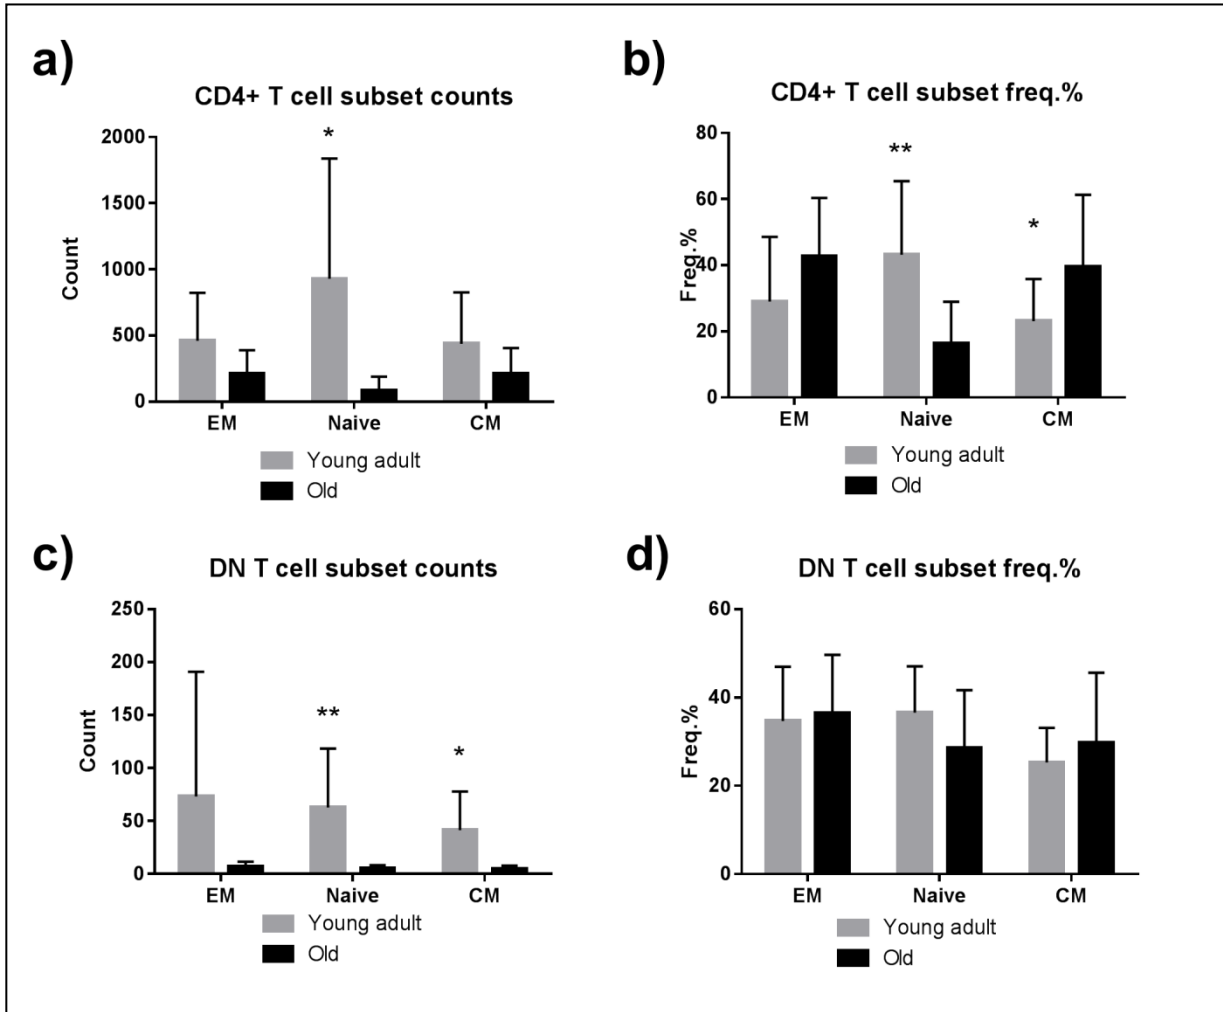 a)
CD4+ T cell subset counts
2000
1500
1000
500
0
Count
*
EM Naive CM
Young adult
Old
b)
CD4+ T cell subset freq.%
80
60
40
20
0
Freq.%
**
*
EM Naive CM
Young adult
Old
c)
DN T cell subset counts
250
200
150
100
50
0
Count
**
*
EM Naive CM
Young adult
Old
d)
DN T cell subset freq.%
60
40
20
0
Freq.%
EM Naive CM
Young adult
Old